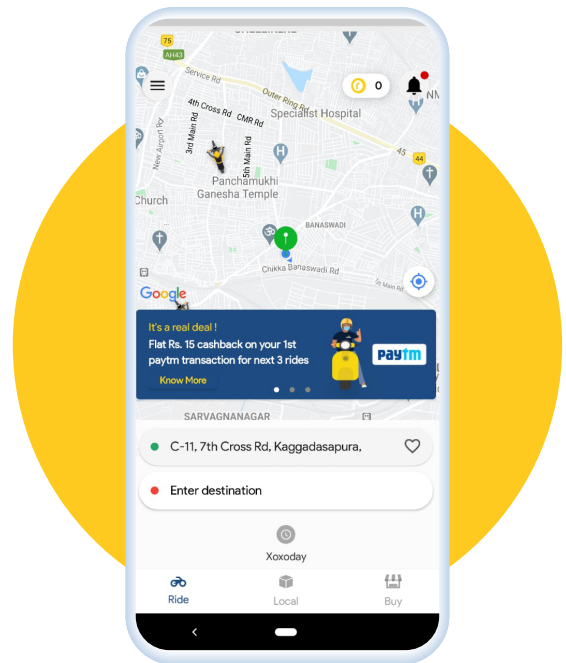 75
AH43
Service Rd
Outer Ring Rd
0
4th Cross Rd
CMR Rd
Specialist Hospital
3rd Main Rd
New Airport Ry
5th Main Rd
45
44
Panchamukhi
Ganesha Temple
Church
BANASWADI
Chikka Banaswadi Rd
Google
It's a real deal !
Flat Rs. 15 cashback on your 1st
paytm transaction for next 3 rides
Know More
paytm
SARVAGNANAGAR
C-11, 7th Cross Rd, Kaggadasapura,
Enter destination
Xoxoday
Ride
Local
Buy